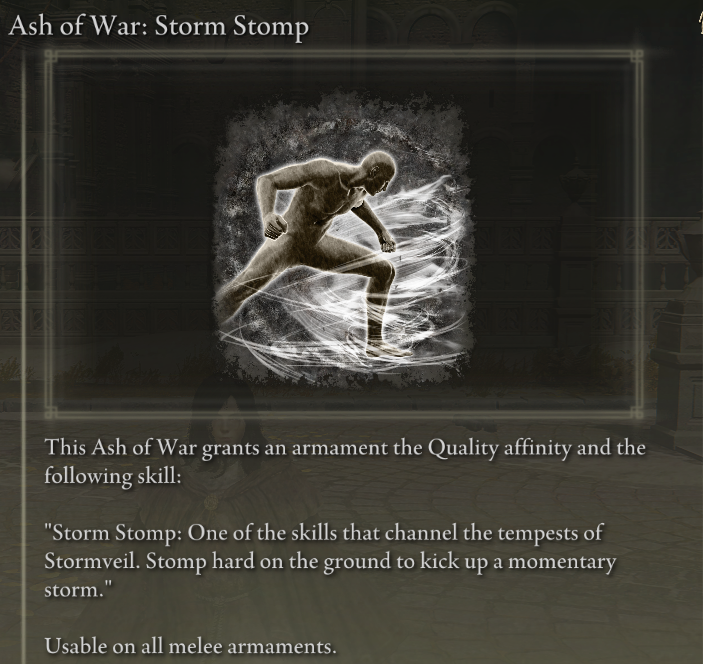 Ash of War: Storm Stomp
This Ash of War grants an armament the Quality affinity and the
following skill:
"Storm Stomp: One of the skills that channel the tempests of
Stormveil. Stomp hard on the ground to kick up a momentary
storm."
Usable on all melee armaments.